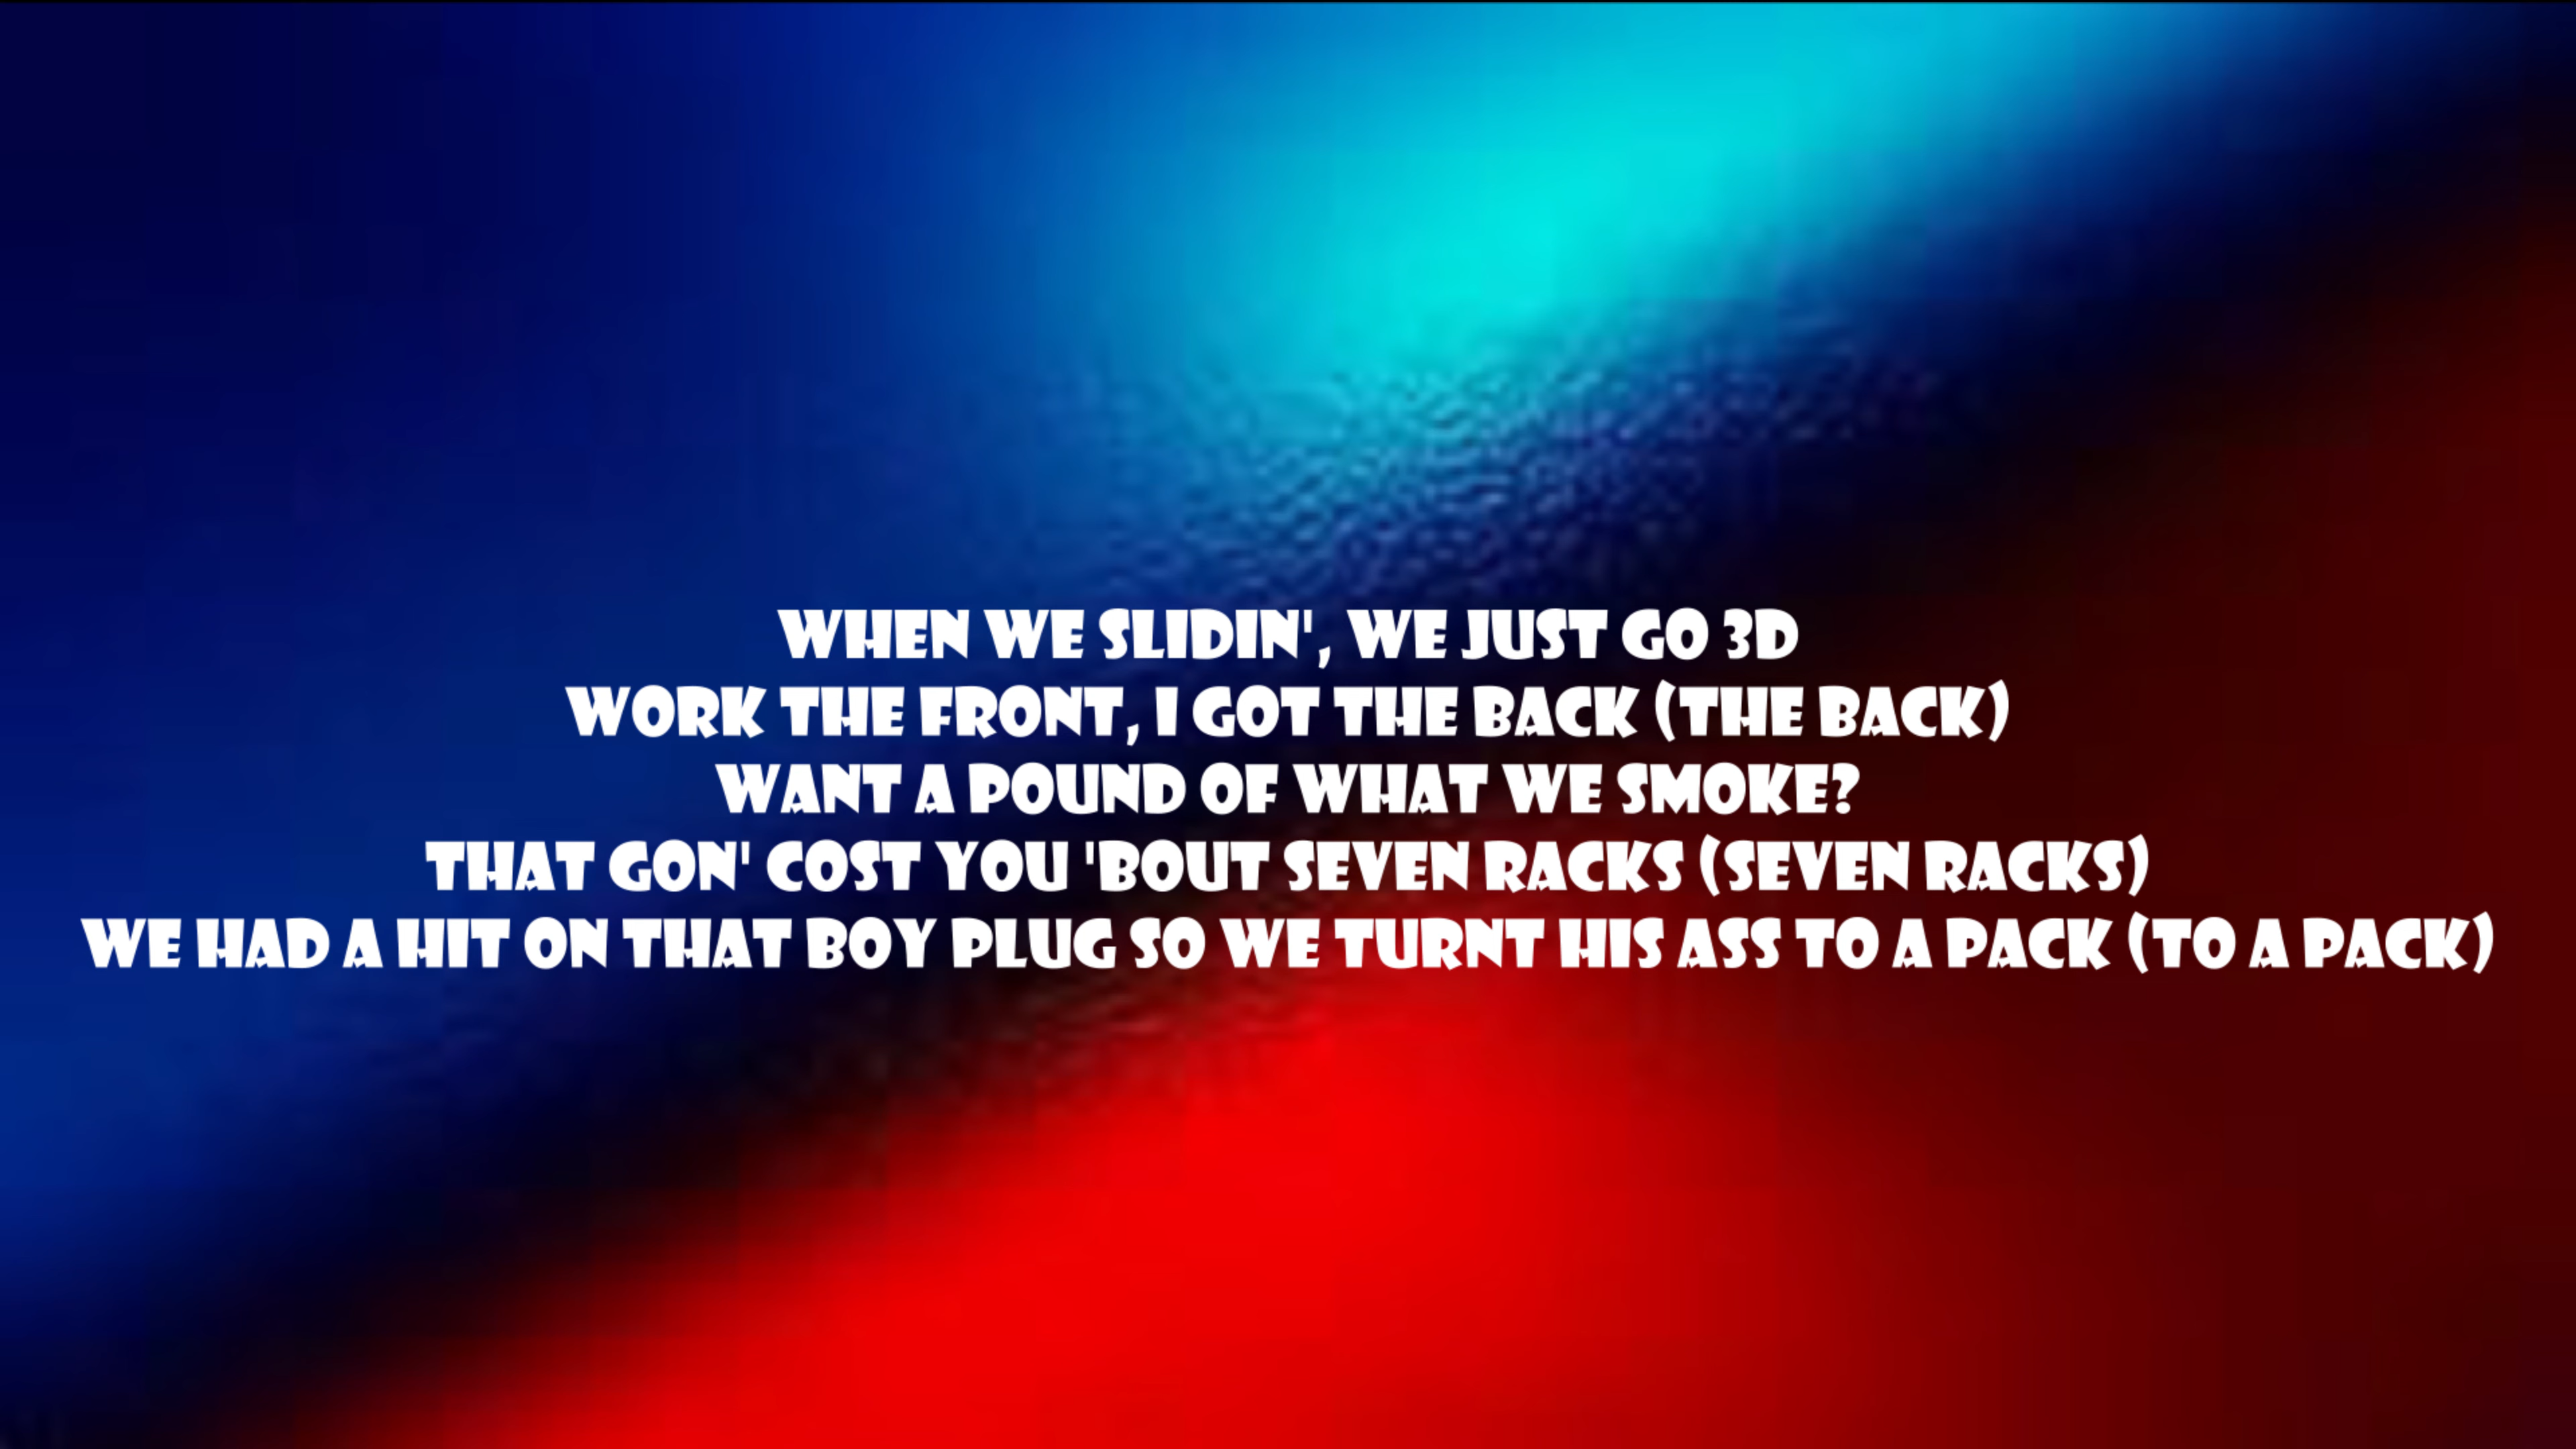 WHEN WE SLIDIN', WE JUST GO 3D
WORK THE FRONT, I GOT THE BACK (THE BACK)
WANT A POUND OF WHAT WE SMOKE?
THAT GON' COST YOU 'BOUT SEVEN RACKS (SEVEN RACKS)
WE HAD A HIT ON THAT BOY PLUG SO WE TURNT HIS ASS TO A PACK (TO A PACK)